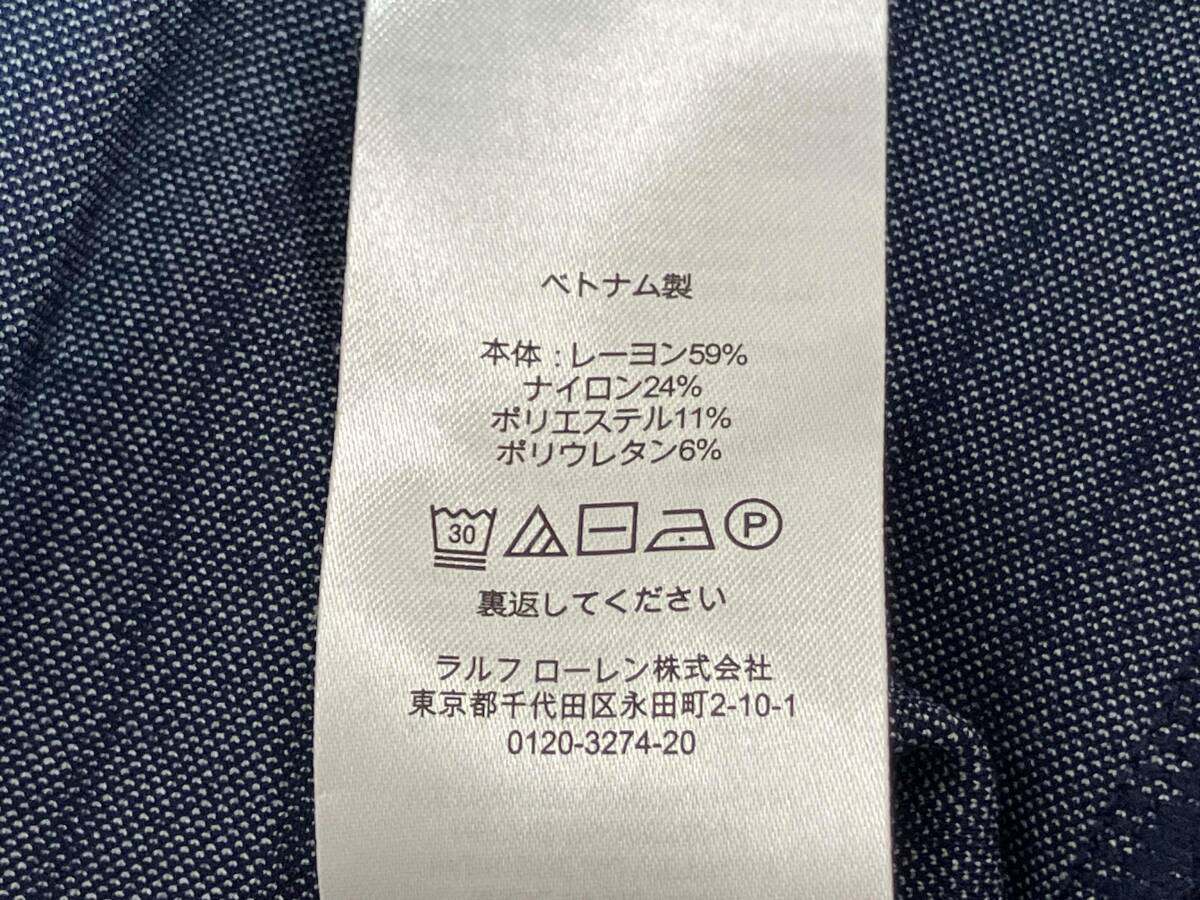 ベトナム製
本体:レーヨン59%
ナイロン24%
ポリエステル11%
ポリウレタン6%
30 P
裏返してください
ラルフ ローレン株式会社
東京都千代田区永田町2-10-1
0120-3274-20